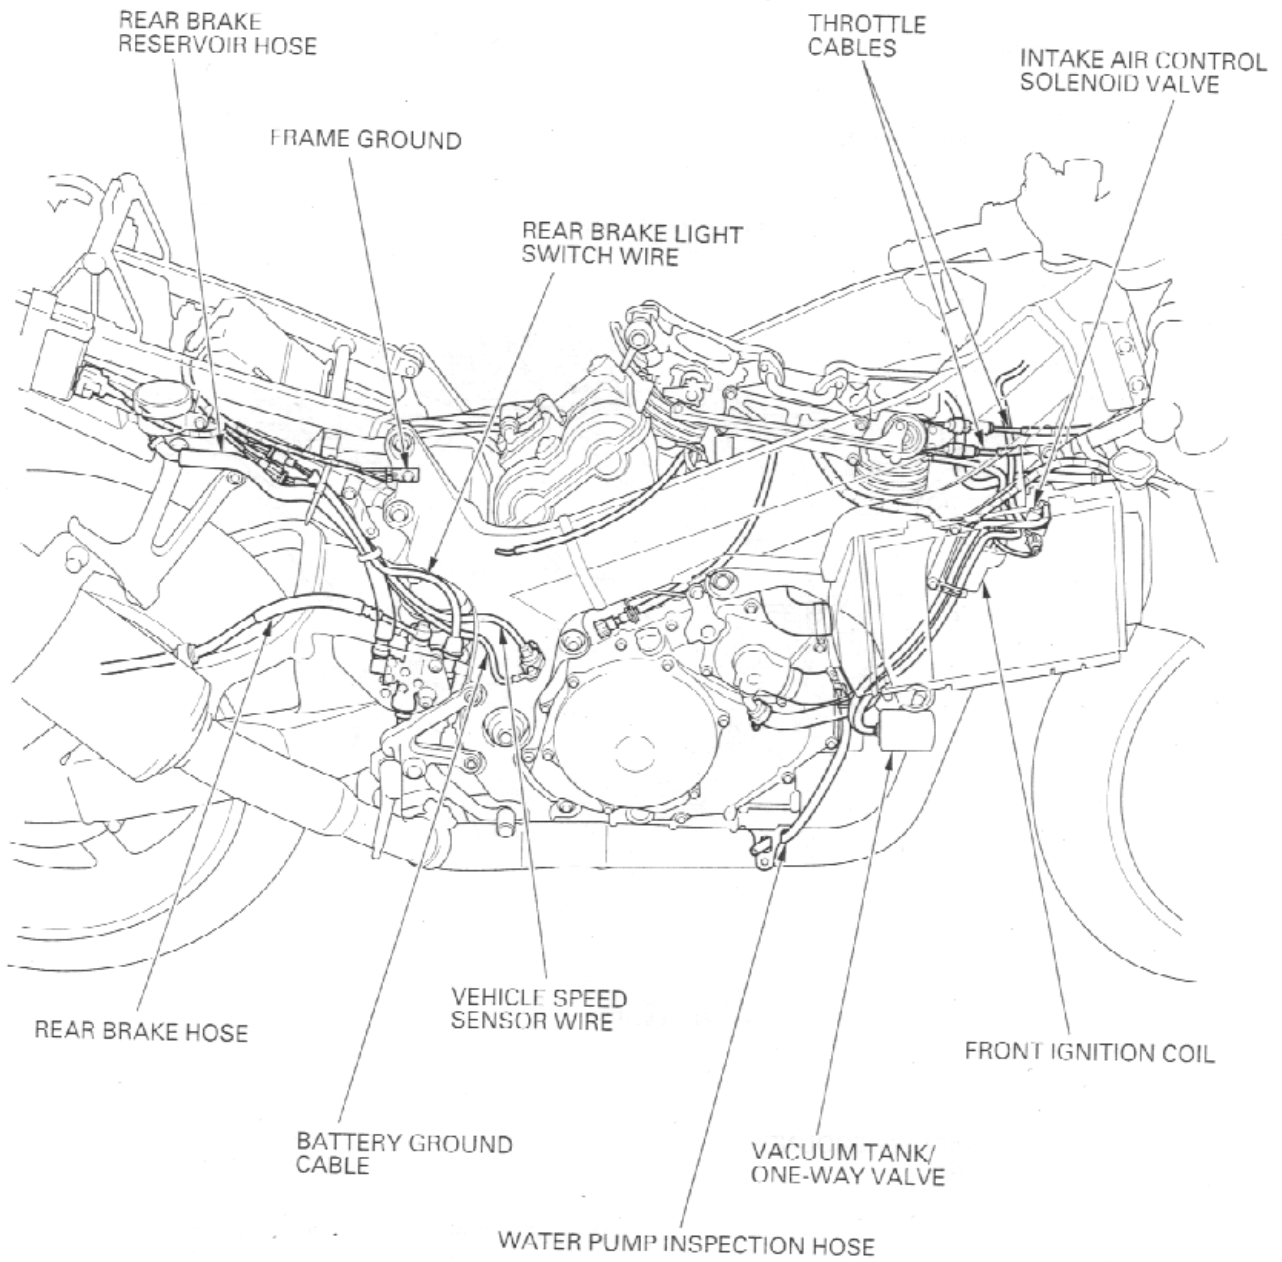 REAR BRAKE
RESERVOIR HOSE
THROTTLE
CABLES
INTAKE AIR CONTROL
SOLENOID VALVE
FRAME GROUND
REAR BRAKE LIGHT
SWITCH WIRE
VEHICLE SPEED
SENSOR WIRE
REAR BRAKE HOSE
FRONT IGNITION COIL
BATTERY GROUND
CABLE
VACUUM TANK/
ONE-WAY VALVE
WATER PUMP INSPECTION HOSE